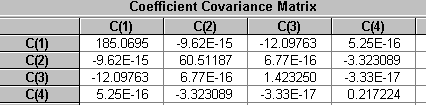 Coefficient Covariance Matrix
C(1) C(2) C(3) C(4)
C(1) 185.0695 -9.62E-15 -12.09763 5.25E-16
C(2) -9.62E-15 60.51187 6.77E-16 -3.323089
C(3) -12.09763 6.77E-16 1.423250 -3.33E-17
C(4) 5.25E-16 -3.323089 -3.33E-17 0.217224